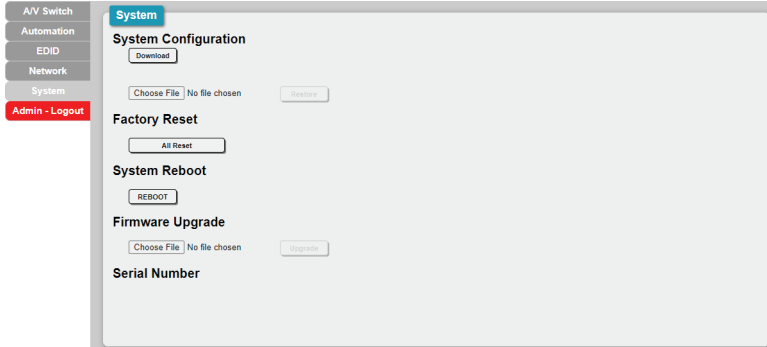 A/V Switch
Automation
EDID
Network
System
Admin - Logout
System
System Configuration
Download
Choose File No file chosen Restore
Factory Reset
All Reset
System Reboot
REBOOT
Firmware Upgrade
Choose File No file chosen Upgrade
Serial Number